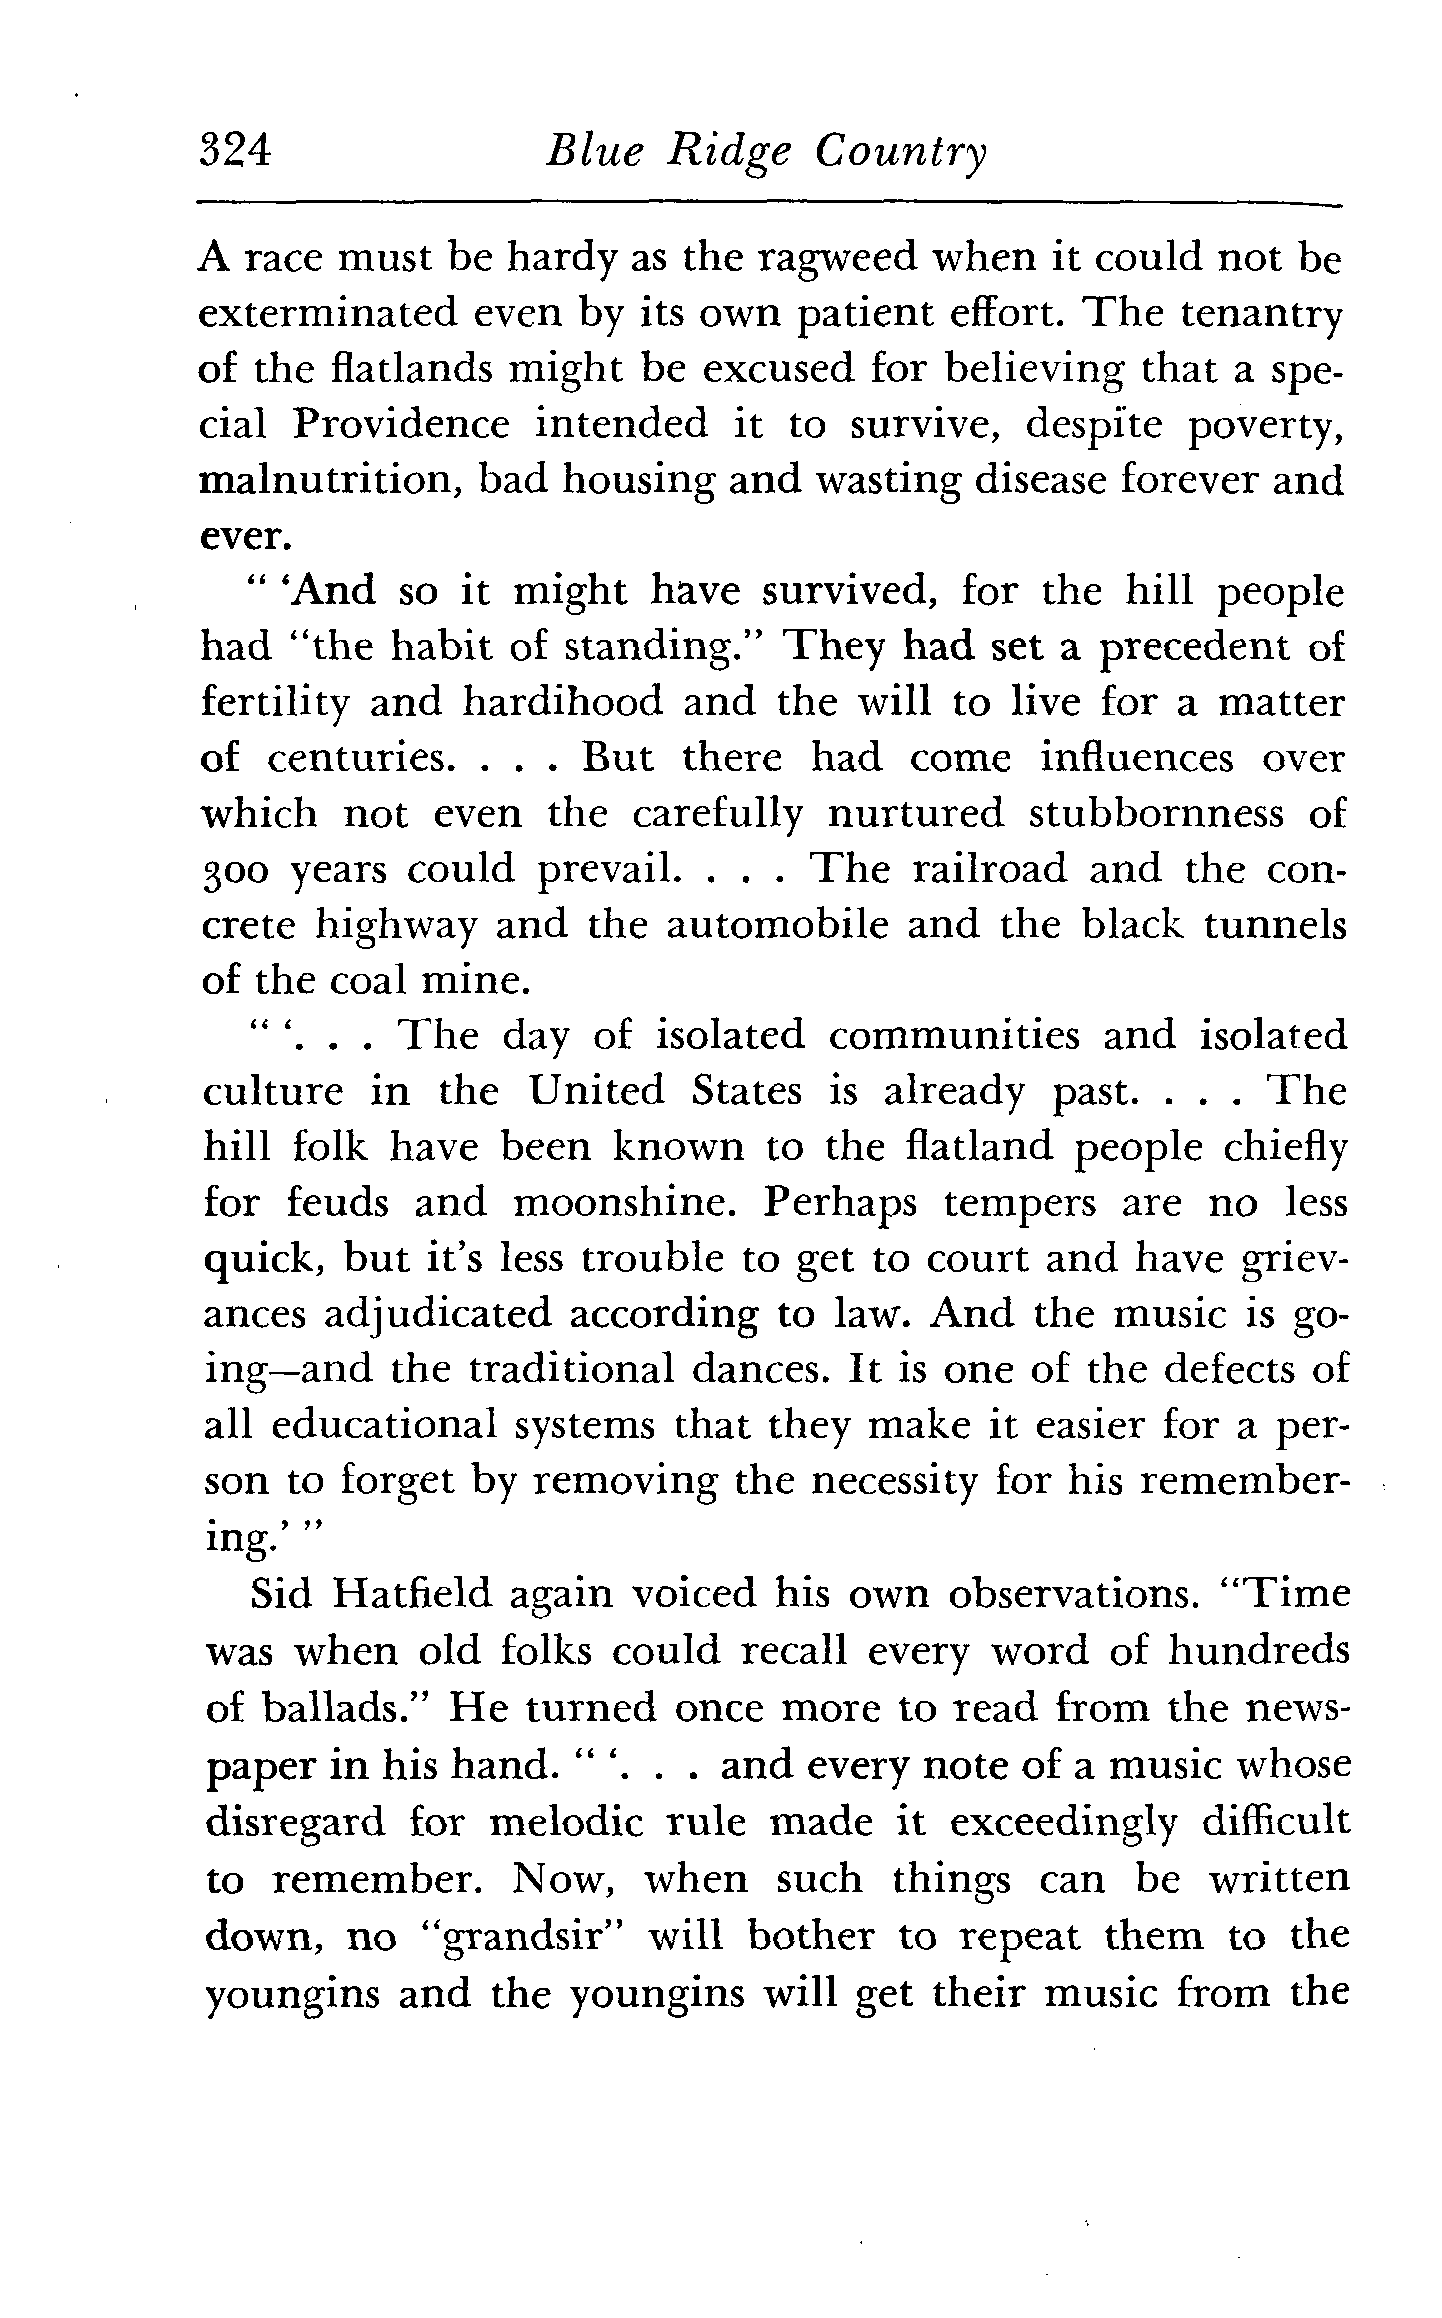 324 Blue Ridge Country
A race must be hardy as the ragweed when it could not be
exterminated even by its own patient effort. The tenantry
of the flatlands might be excused for believing that a spe-
cial Providence intended it to survive, despite poverty,
malnutrition, bad housing and wasting disease forever and
ever.
“ ‘And so it might have survived, for the hill people
had “the habit of standing.” They had set a precedent of
fertility and hardihood and the will to live for a matter
of centuries. . . . But there had come influences over
which not even the carefully nurtured stubbornness of
300 years could prevail. . . . The railroad and the con-
crete highway and the automobile and the black tunnels
of the coal mine.
“ ‘. . . The day of isolated communities and isolated
culture in the United States is already past. . . . The
hill folk have been known to the flatland people chiefly
for feuds and moonshine. Perhaps tempers are no less
quick, but it’s less trouble to get to court and have griev-
ances adjudicated according to law. And the music is go-
ing—and the traditional dances. It is one of the defects of
all educational systems that they make it easier for a per-
son to forget by removing the necessity for his remember-
ing.’ ”
Sid Hatfield again voiced his own observations. “Time
was when old folks could recall every word of hundreds
of ballads.” He turned once more to read from the news-
paper in his hand. “ ‘. . . and every note of a music whose
disregard for melodic rule made it exceedingly difficult
to remember. Now, when such things can be written
down, no “grandsir” will bother to repeat them to the
youngins and the youngins will get their music from the